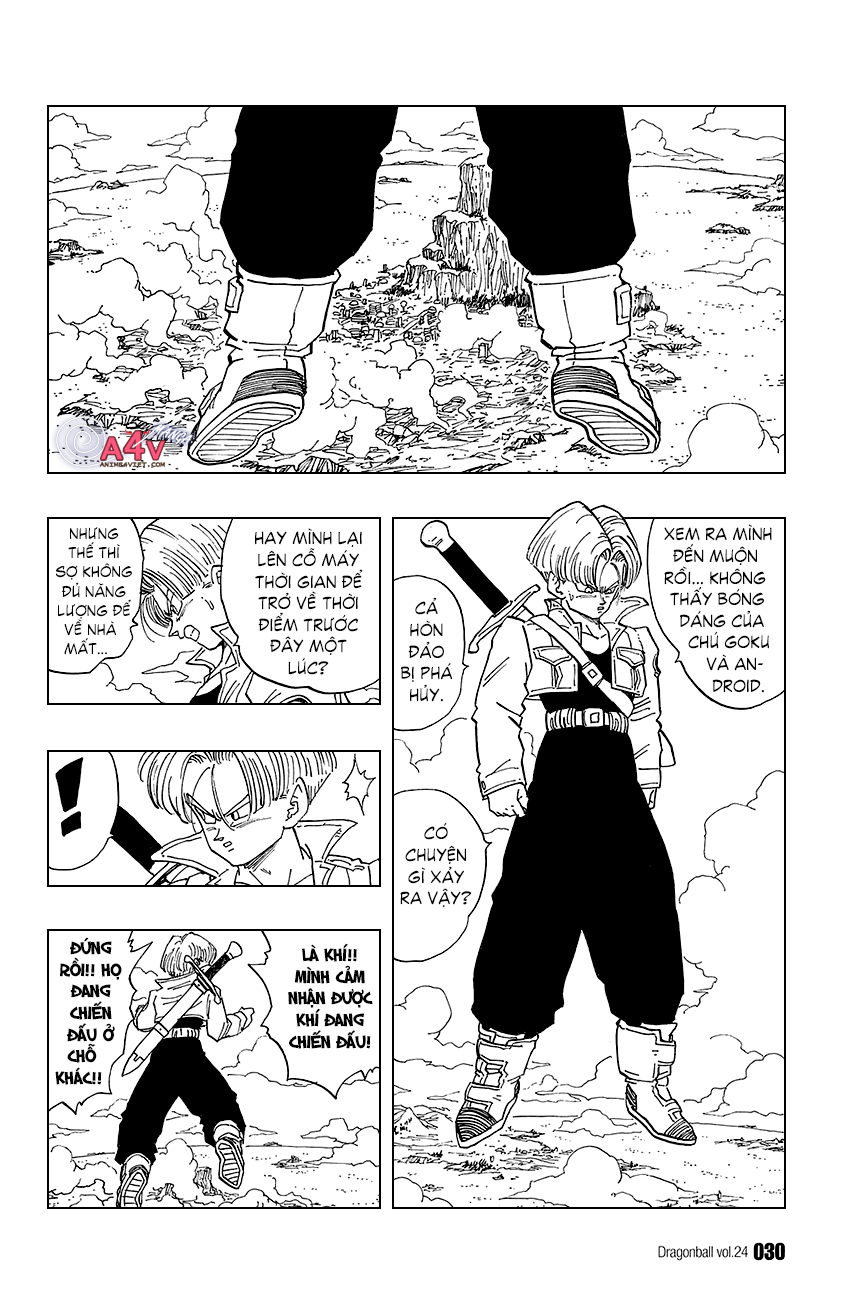 XEM RA MÌNH
ĐẾN MUỘN
RỒI... KHÔNG
THẤY BÓNG
DÁNG CỦA
CHÚ GOKU
VÀ AN-
DROID.
CẢ
HÒN
ĐẢO
BỊ PHÁ
HỦY.
CÓ
CHUYỆN
GÌ XẢY
RA VẬY?
HAY MÌNH LẠI
LÊN CỖ MÁY
THỜI GIAN ĐỂ
TRỞ VỀ THỜI
ĐIỂM TRƯỚC
ĐÂY MỘT
LÚC?
NHƯNG
THẾ THÌ
SỢ KHÔNG
ĐỦ NĂNG
LƯỢNG ĐỂ
VỀ NHÀ
MẤT...
!
LÀ KHÍ!!
MÌNH CẢM
NHẬN ĐƯỢC
KHÍ ĐANG
CHIẾN ĐẤU!
ĐÚNG
RỒI!! HỌ
ĐANG
CHIẾN
ĐẤU Ở
CHỖ
KHÁC!!
A4V
ANIME4VIET.COM
Dragonball vol.24 030